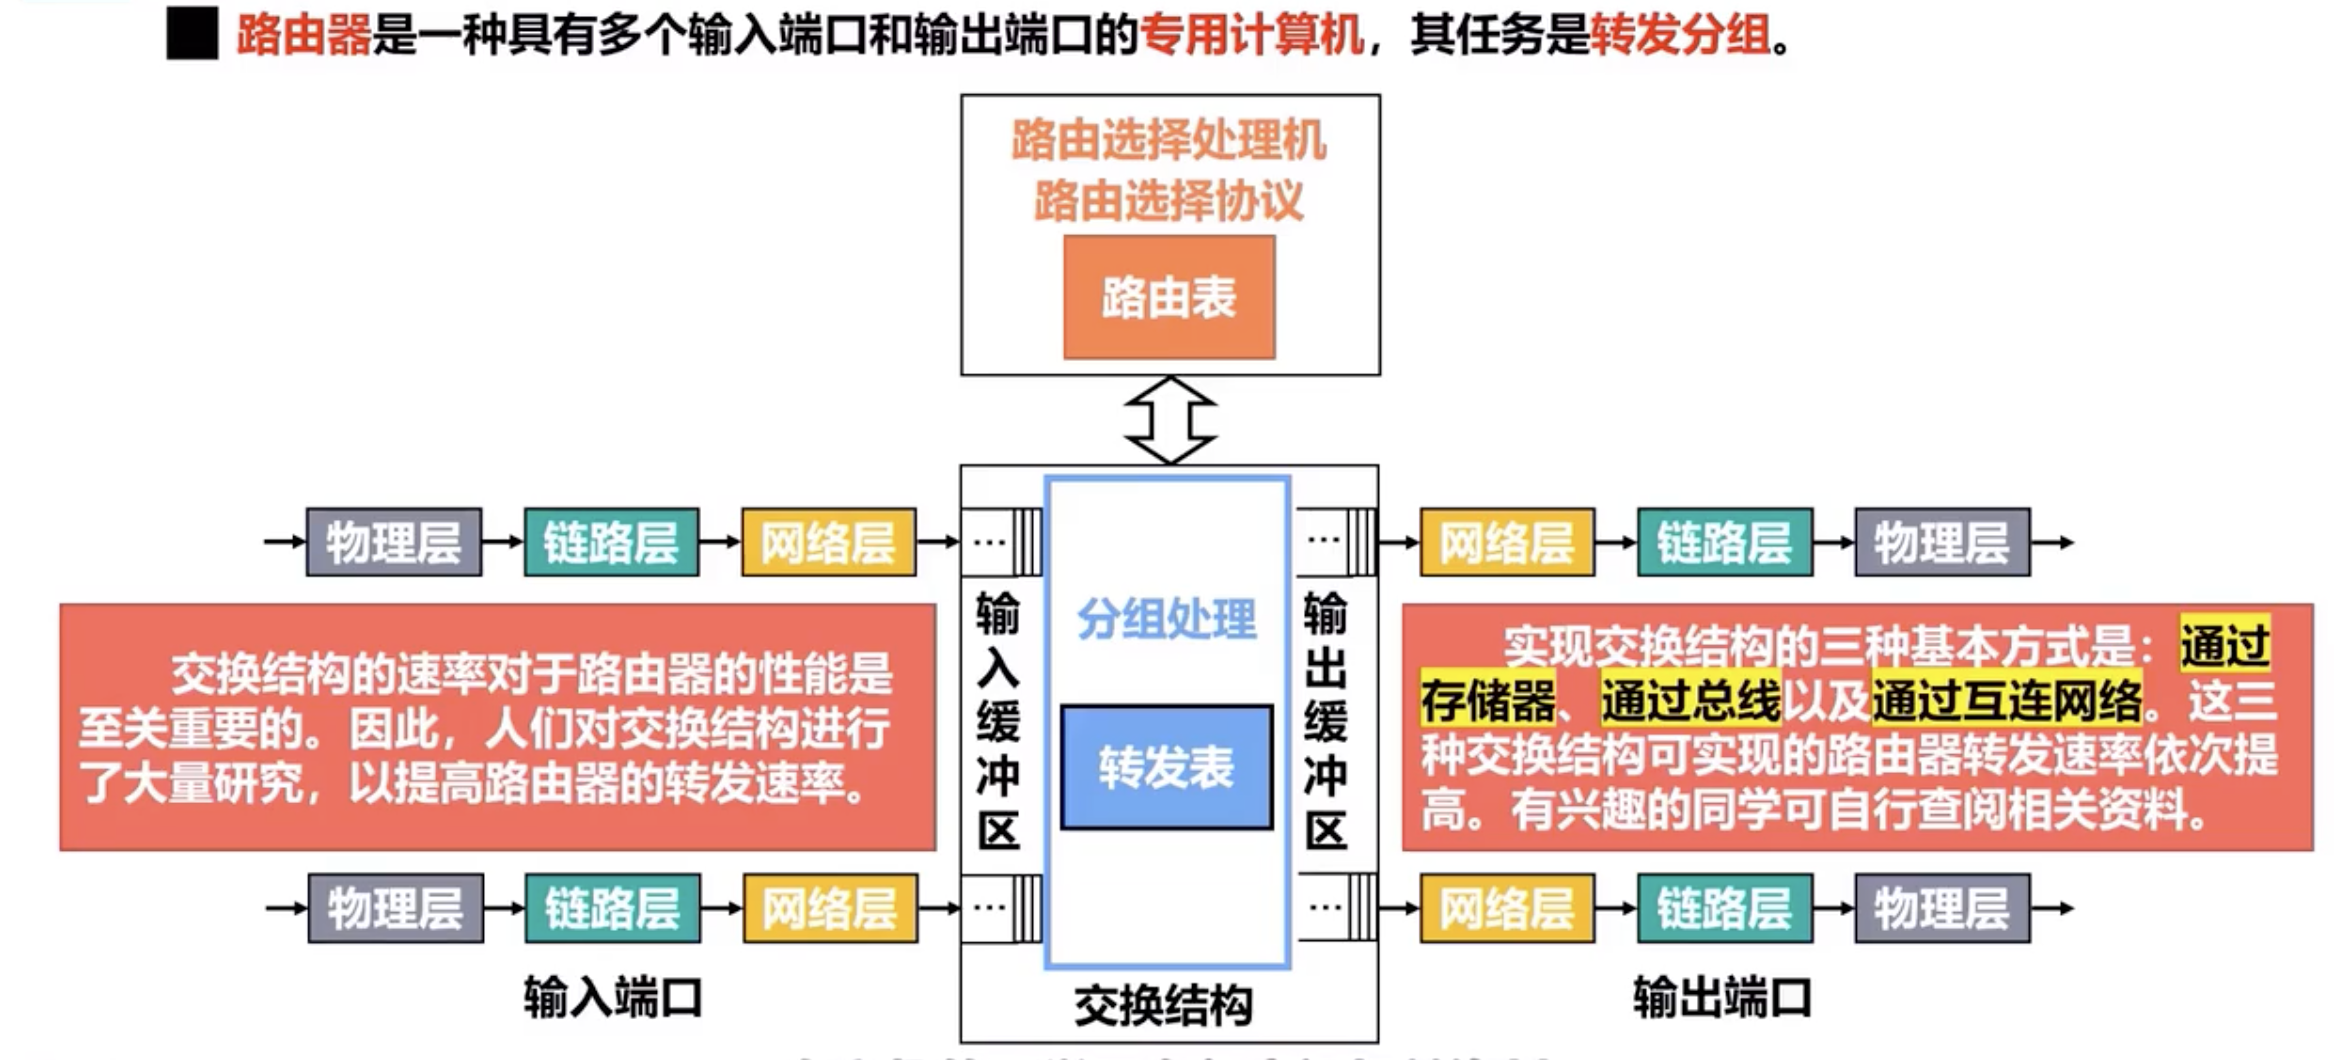 路由器是一种具有多个输入端口和输出端口的专用计算机，其任务是转发分组。
路由选择处理机
路由选择协议
路由表
物理层
链路层
网络层
…
…
网络层
链路层
物理层
交换结构的速率对于路由器的性能是
至关重要的。因此，人们对交换结构进行
了大量研究，以提高路由器的转发速率。
输入缓冲区
分组处理
转发表
输出缓冲区
实现交换结构的三种基本方式是：通过
存储器、通过总线以及通过互连网络。这三
种交换结构可实现的路由器转发速率依次提
高。有兴趣的同学可自行查阅相关资料。
物理层
链路层
网络层
…
…
网络层
链路层
物理层
输入端口
交换结构
输出端口